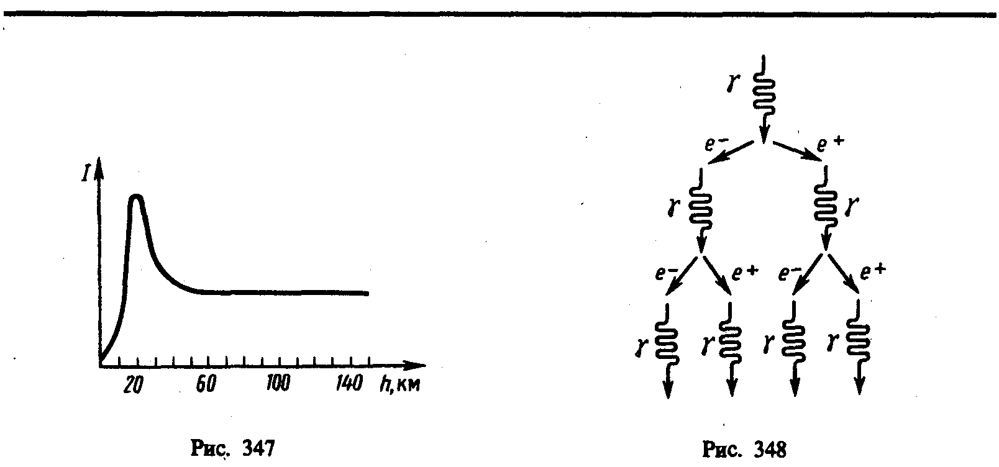 I
20 60 100 140 h, км
Рис. 347
γ
e− e+
γ γ
e− e+ e− e+
γ γ γ γ
Рис. 348